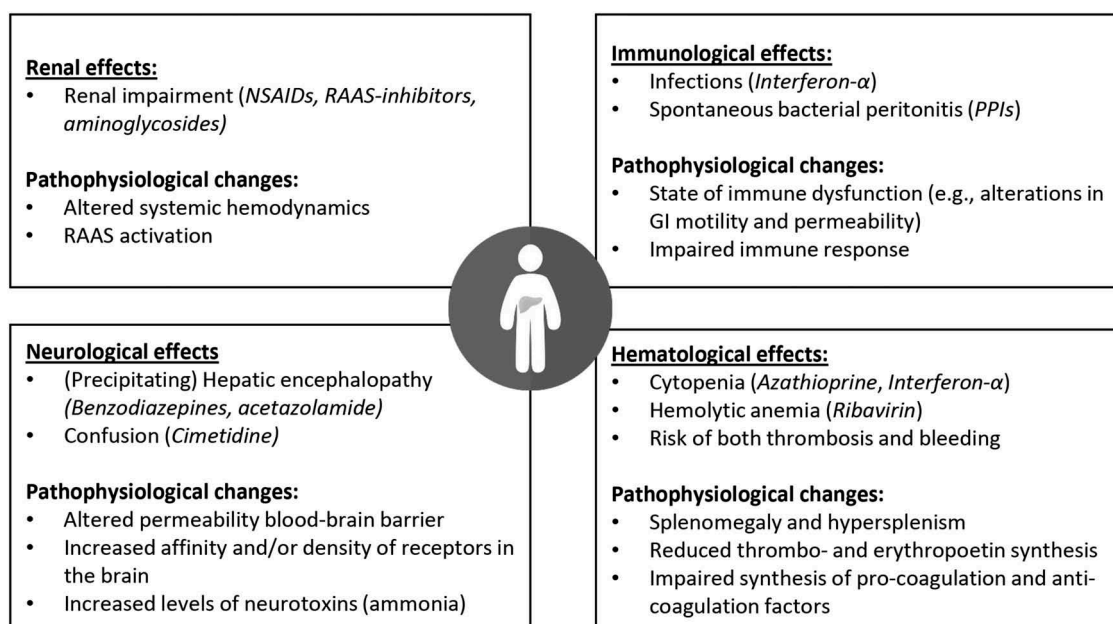 Renal effects:
• Renal impairment (NSAIDs, RAAS-inhibitors,
aminoglycosides)
Pathophysiological changes:
• Altered systemic hemodynamics
• RAAS activation
Immunological effects:
• Infections (Interferon-α)
• Spontaneous bacterial peritonitis (PPIs)
Pathophysiological changes:
• State of immune dysfunction (e.g., alterations in
GI motility and permeability)
• Impaired immune response
Neurological effects
• (Precipitating) Hepatic encephalopathy
(Benzodiazepines, acetazolamide)
• Confusion (Cimetidine)
Pathophysiological changes:
• Altered permeability blood-brain barrier
• Increased affinity and/or density of receptors in
the brain
• Increased levels of neurotoxins (ammonia)
Hematological effects:
• Cytopenia (Azathioprine, Interferon-α)
• Hemolytic anemia (Ribavirin)
• Risk of both thrombosis and bleeding
Pathophysiological changes:
• Splenomegaly and hypersplenism
• Reduced thrombo- and erythropoetin synthesis
• Impaired synthesis of pro-coagulation and anti-
coagulation factors